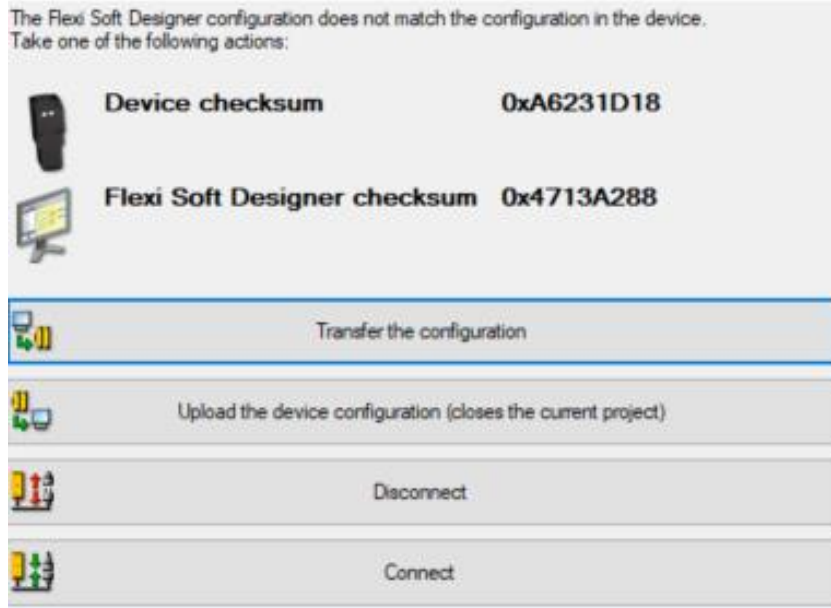 The Flexi Soft Designer configuration does not match the configuration in the device.
Take one of the following actions:
Device checksum 0xA6231D18
Flexi Soft Designer checksum 0x4713A288
Transfer the configuration
Upload the device configuration (closes the current project)
Disconnect
Connect